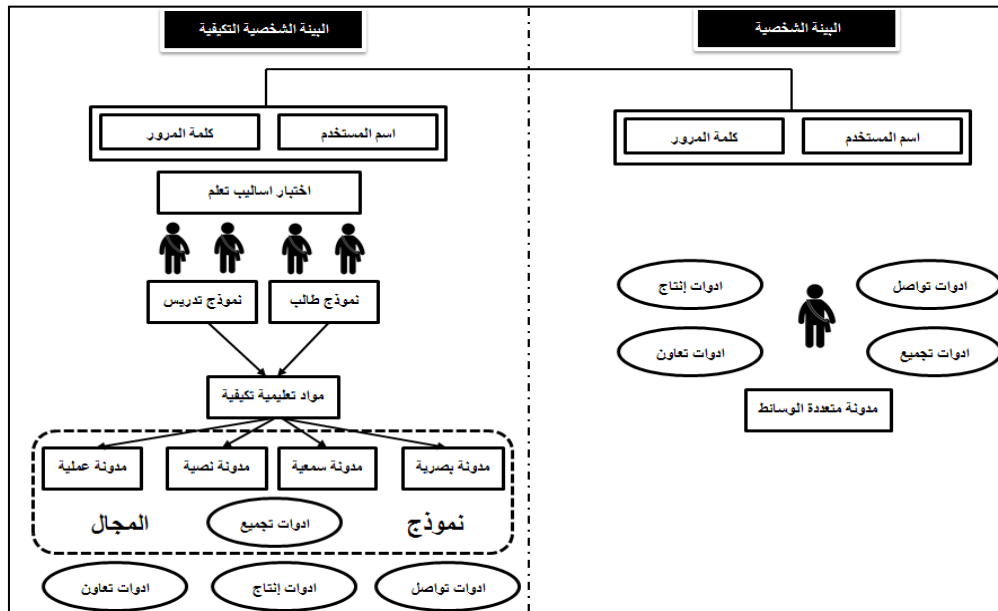 البيئة الشخصية
اسم المستخدم
كلمة المرور
ادوات تواصل
ادوات إنتاج
ادوات تجميع
ادوات تعاون
مدونة متعددة الوسائط
البيئة الشخصية التكيفية
اسم المستخدم
كلمة المرور
اختبار اساليب تعلم
نموذج طالب
نموذج تدريس
مواد تعليمية تكيفية
مدونة بصرية
مدونة سمعية
مدونة نصية
مدونة عملية
نموذج
ادوات تجميع
المجال
ادوات تواصل
ادوات إنتاج
ادوات تعاون